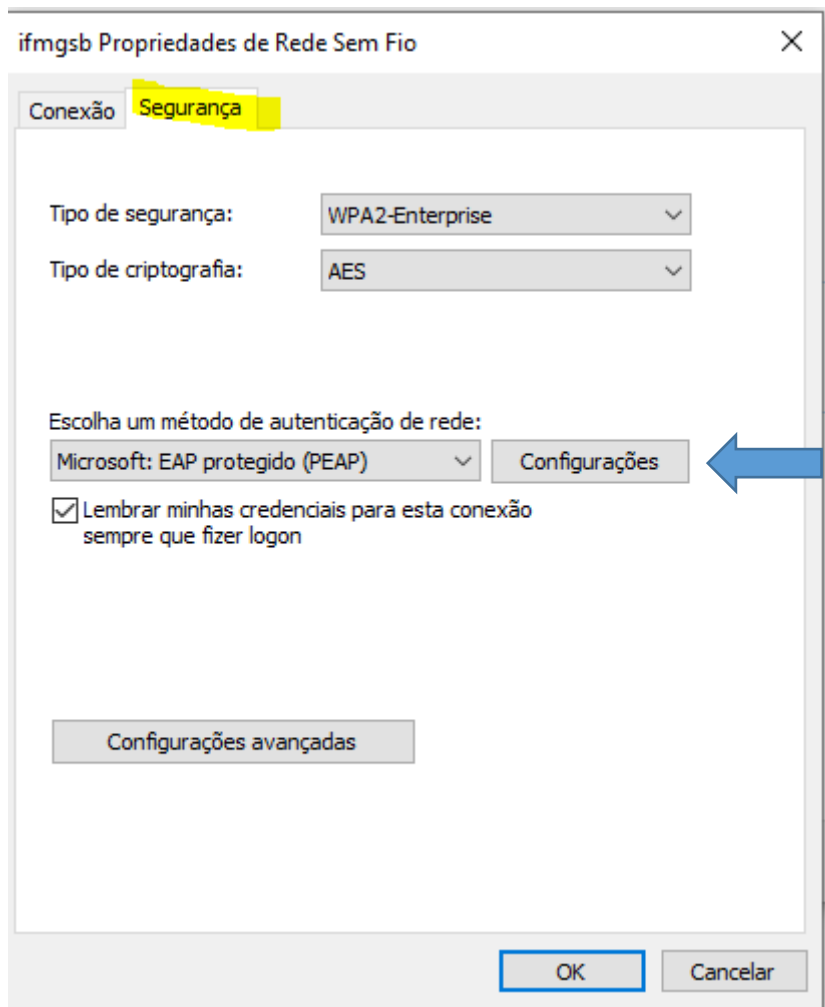 ifmgsb Propriedades de Rede Sem Fio
Conexão Segurança
Tipo de segurança: WPA2-Enterprise
Tipo de criptografia: AES
Escolha um método de autenticação de rede:
Microsoft: EAP protegido (PEAP) Configurações
Lembrar minhas credenciais para esta conexão
sempre que fizer logon
Configurações avançadas
OK Cancelar